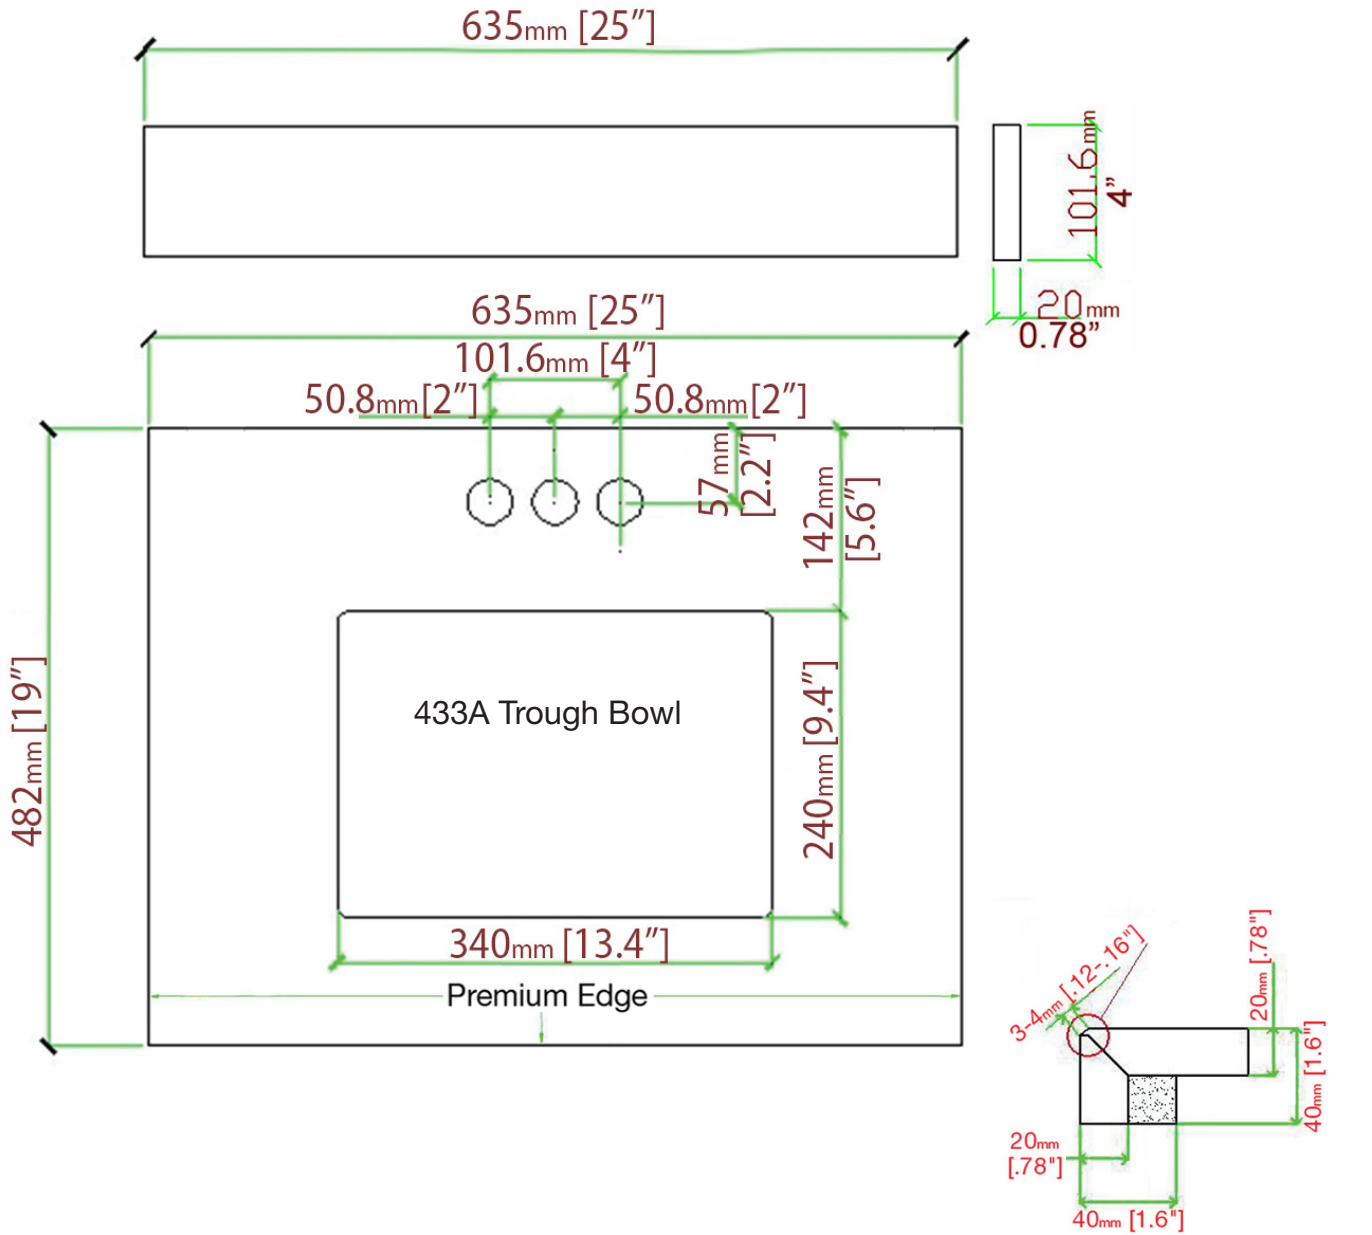 635mm [25”]
101.6mm
4”
20mm
0.78”
635mm [25”]
101.6mm [4”]
50.8mm[2”]
50.8mm[2”]
57mm
[2.2”]
142mm
[5.6”]
482mm [19”]
433A Trough Bowl
240mm [9.4”]
340mm [13.4”]
Premium Edge
3-4mm [.12-.16"]
20mm [.78"]
40mm [1.6"]
20mm
[.78"]
40mm [1.6"]